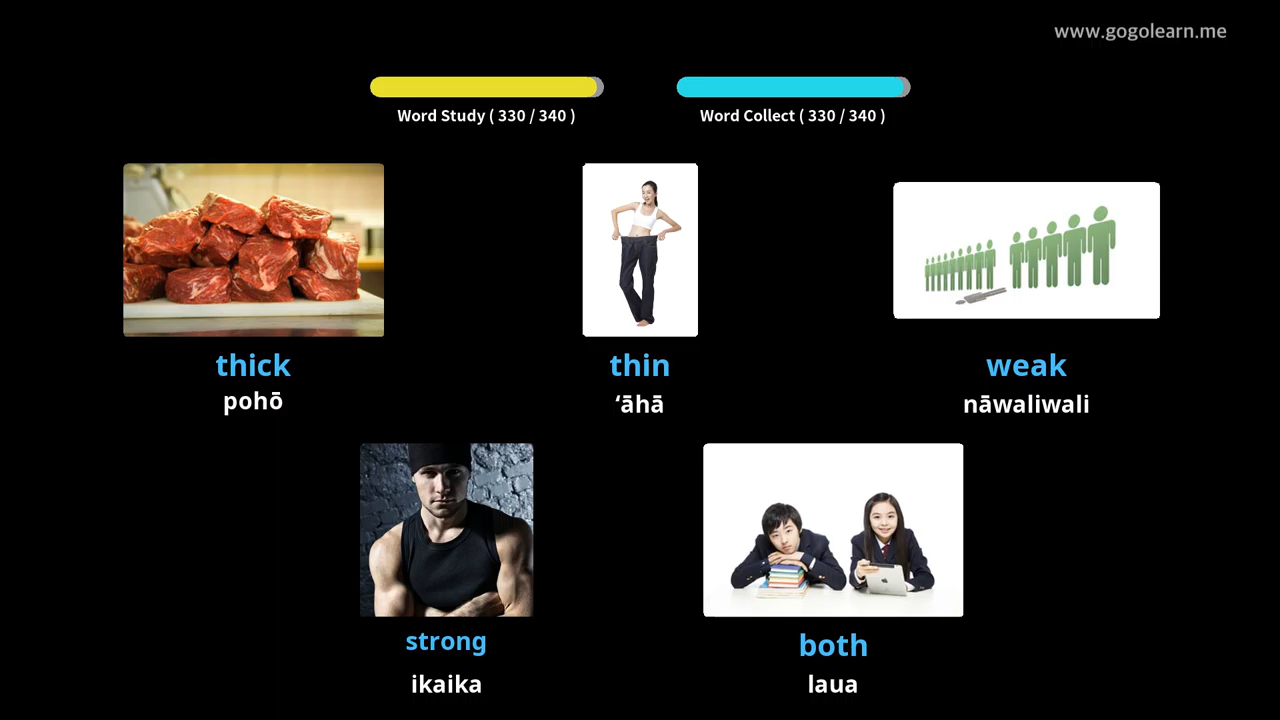 www.gogolearn.me
Word Study ( 330 / 340 )
Word Collect ( 330 / 340 )
thick
pohō
thin
ʻāhā
weak
nāwaliwali
strong
ikaika
both
laua